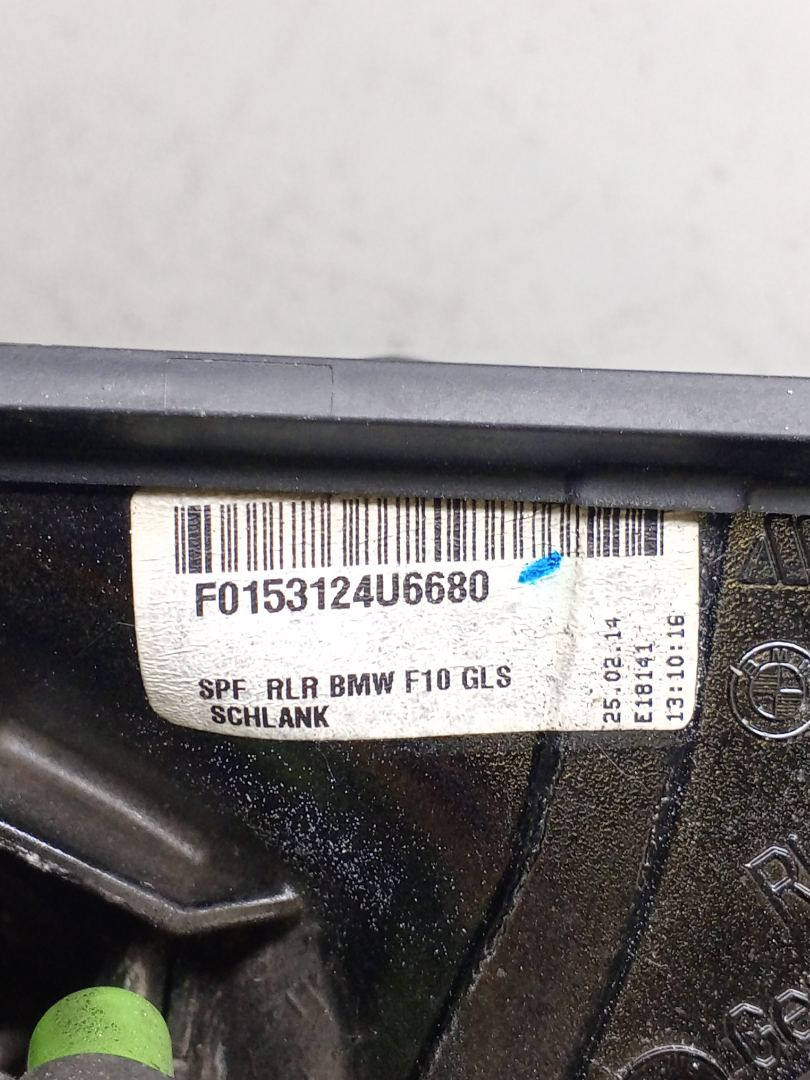 F0153124U6680
SPF RLR BMW F10 GLS
SCHLANK
25.02.14
E18141
13:10:16